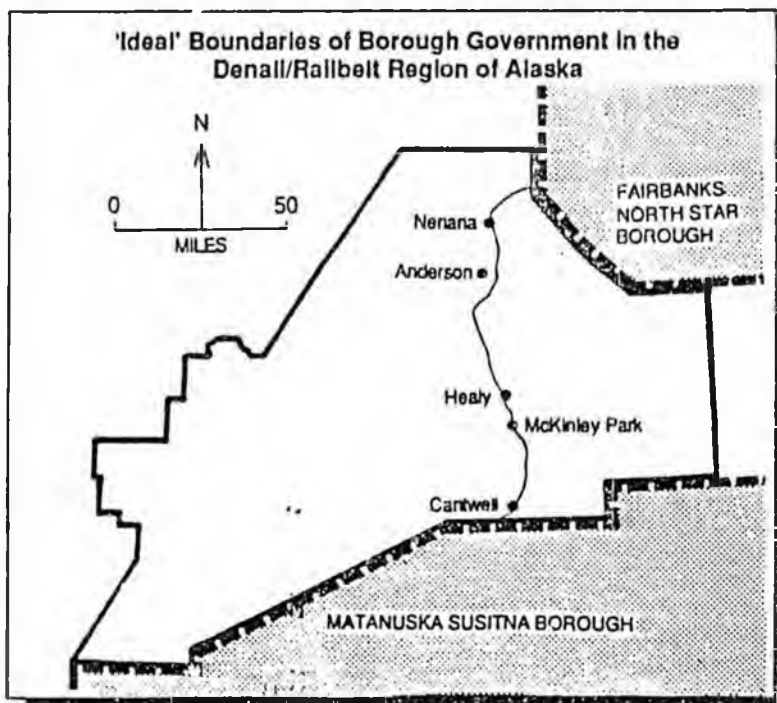 'Ideal' Boundaries of Borough Government in the
Denali/Railbelt Region of Alaska
N
0 50
MILES
FAIRBANKS
NORTH STAR
BOROUGH
Nenana
Anderson
Healy
McKinley Park
Cantwell
MATANUSKA SUSITNA BOROUGH